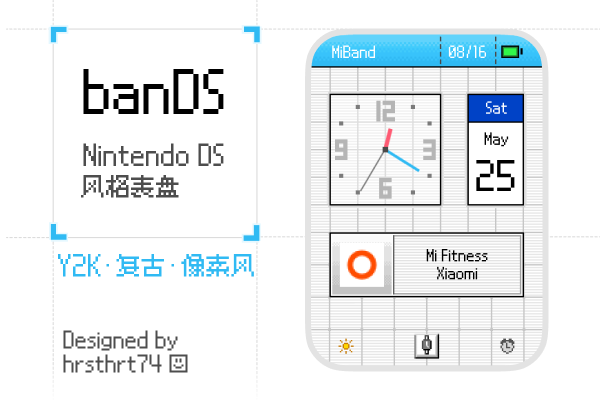 banDS
Nintendo DS
风格表盘
Y2K·复古·像素风
Designed by
hrsthrt74
MiBand
08/16
12
3
6
9
Sat
May
25
Mi Fitness
Xiaomi